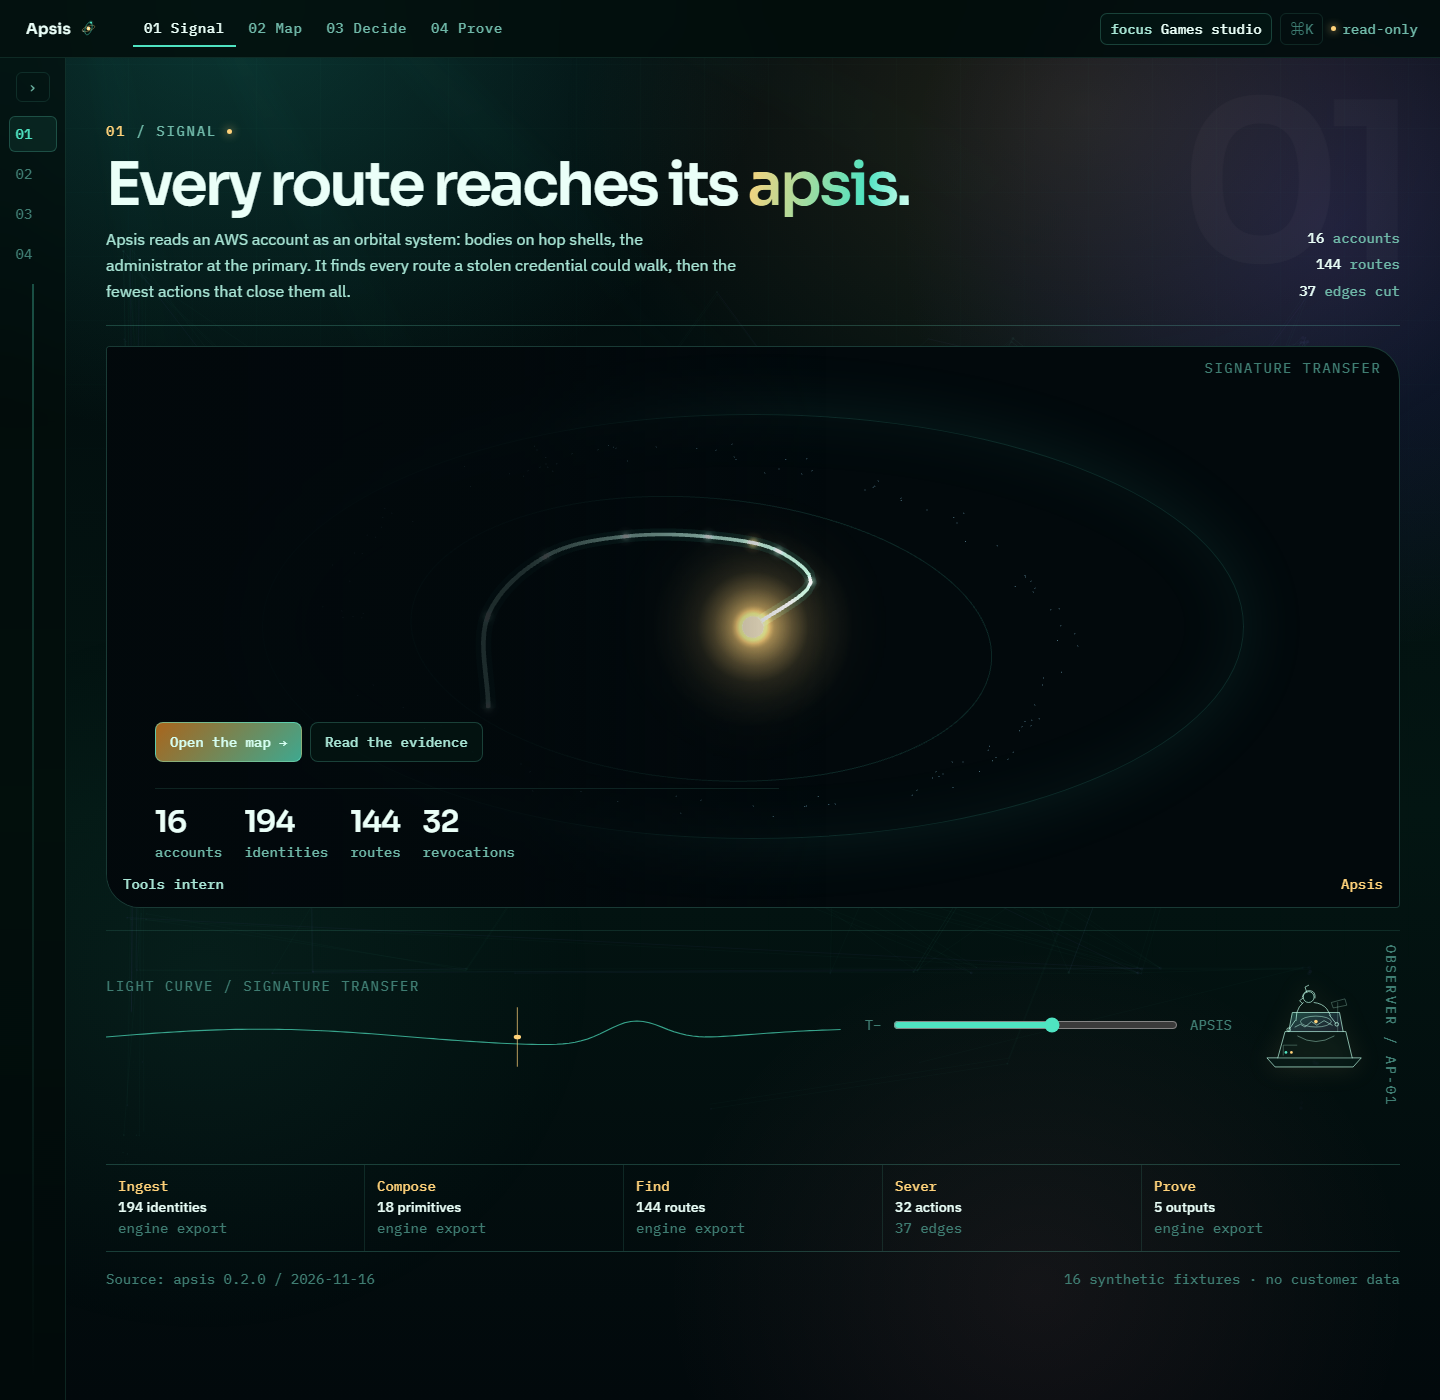 Apsis
01 Signal
02 Map
03 Decide
04 Prove
focus Games studio
⌘K
read-only
›
01
02
03
04
01
01 / SIGNAL
Every route reaches its apsis.
Apsis reads an AWS account as an orbital system: bodies on hop shells, the
administrator at the primary. It finds every route a stolen credential could walk, then the
fewest actions that close them all.
16 accounts
144 routes
37 edges cut
SIGNATURE TRANSFER
Open the map →
Read the evidence
16 accounts
194 identities
144 routes
32 revocations
Tools intern
Apsis
LIGHT CURVE / SIGNATURE TRANSFER
T−
APSIS
OBSERVER / AP-01
Ingest
194 identities
engine export
Compose
18 primitives
engine export
Find
144 routes
engine export
Sever
32 actions
37 edges
Prove
5 outputs
engine export
Source: apsis 0.2.0 / 2026-11-16
16 synthetic fixtures · no customer data